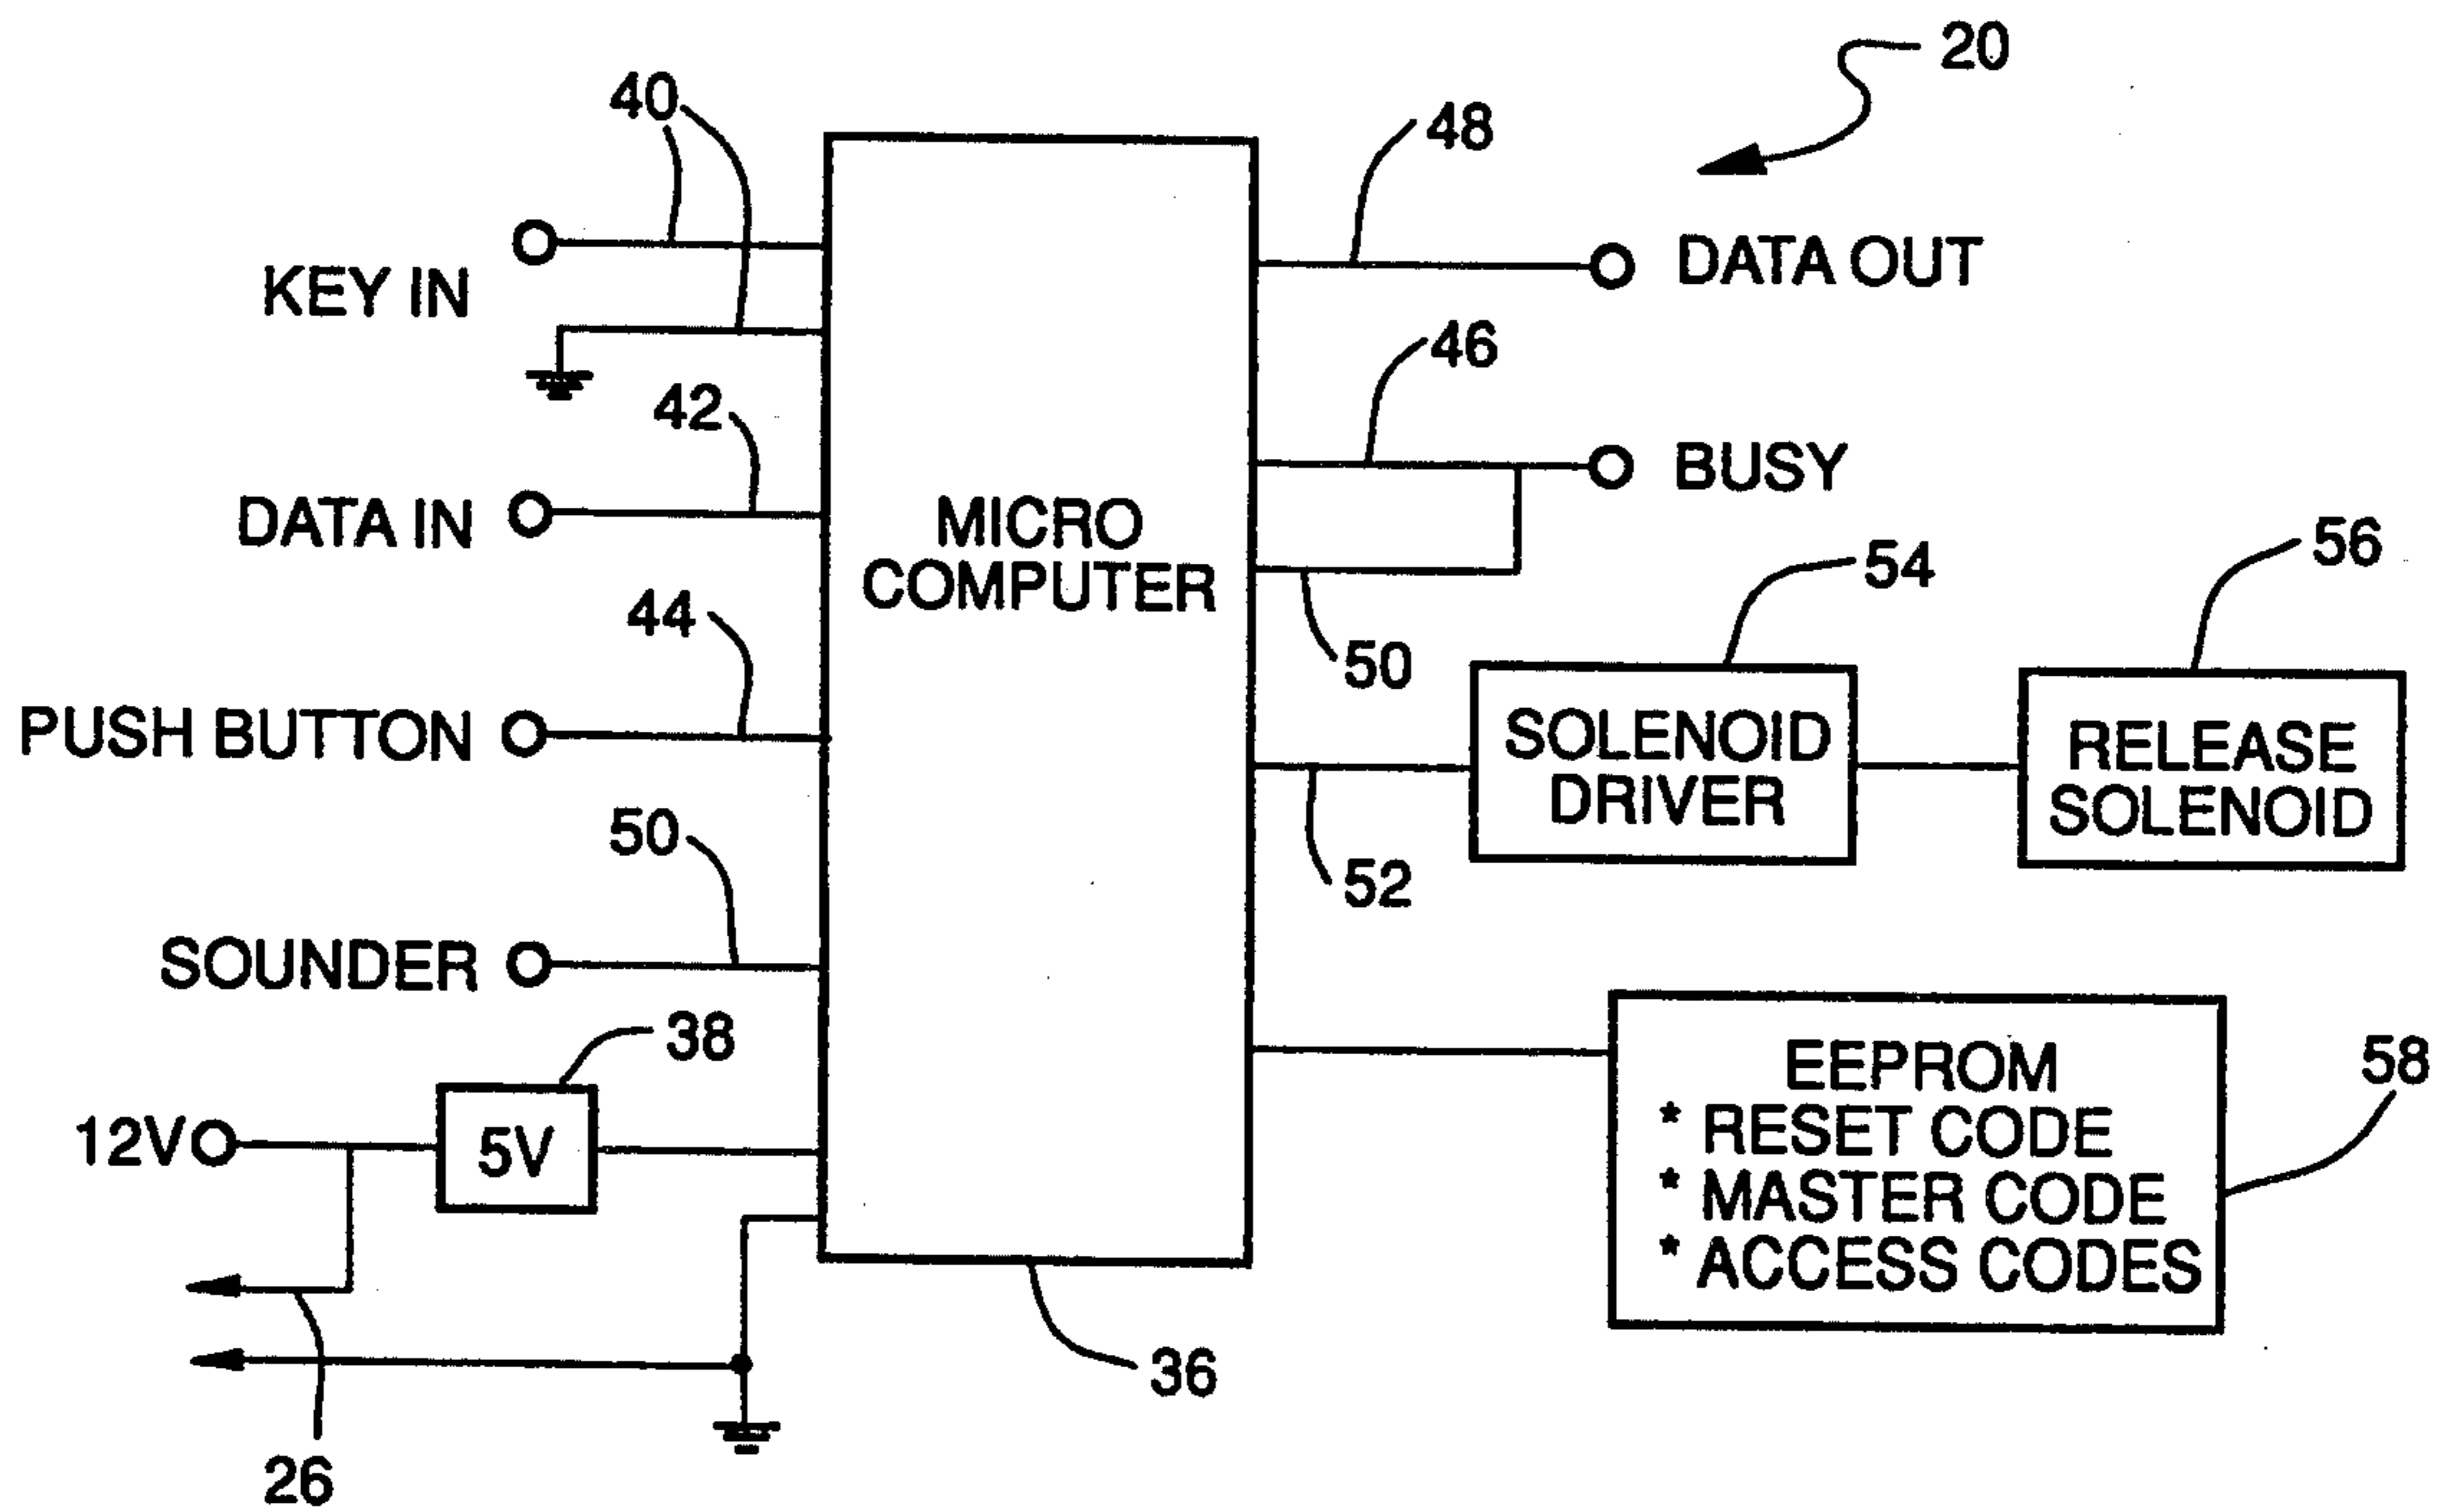 20
40
48
KEY IN
DATA OUT
46
42
BUSY
DATA IN
MICRO
COMPUTER
54
56
44
50
PUSH BUTTON
SOLENOID
DRIVER
RELEASE
SOLENOID
50
52
SOUNDER
38
EEPROM
* RESET CODE
* MASTER CODE
* ACCESS CODES
58
12V
5V
36
26